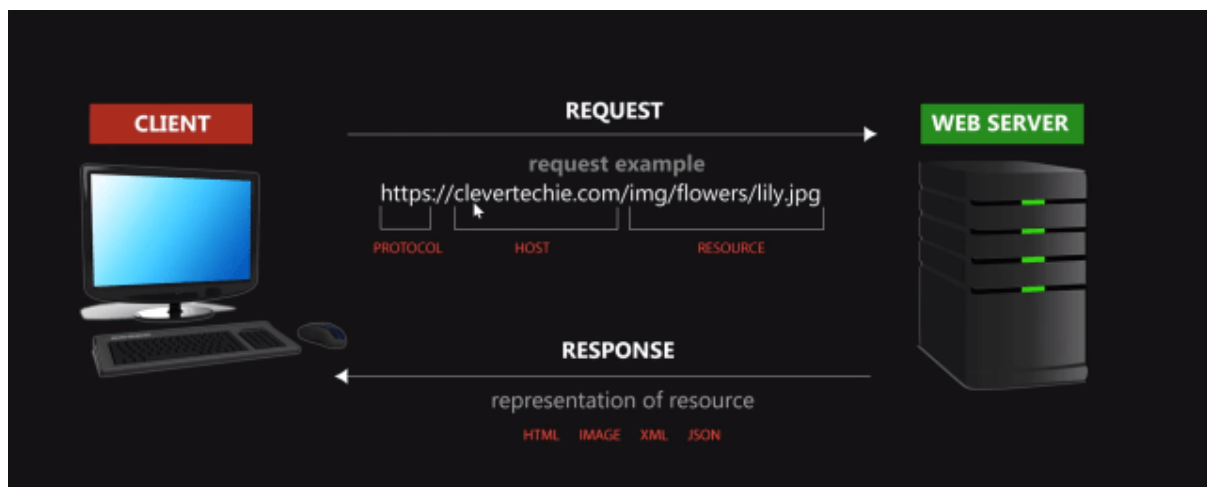 CLIENT
REQUEST
WEB SERVER
request example
https://clevertechie.com/img/flowers/lily.jpg
PROTOCOL HOST RESOURCE
RESPONSE
representation of resource
HTML IMAGE XML JSON